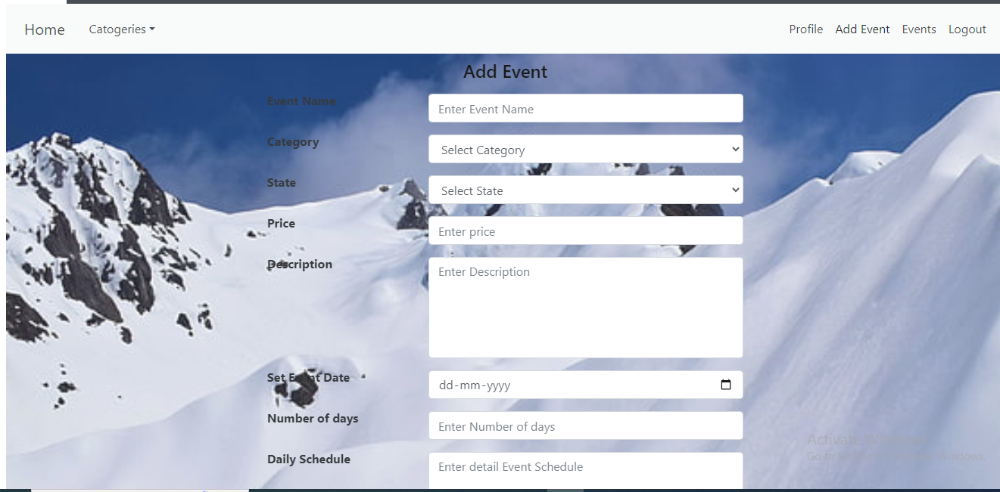 Home Catogeries Profile Add Event Events Logout
Add Event
Event Name Enter Event Name
Category Select Category
State Select State
Price Enter price
Description Enter Description
Set Event Date dd-mm-yyyy
Number of days Enter Number of days
Activate Windows
Daily Schedule Enter detail Event Schedule
Go to Windows.